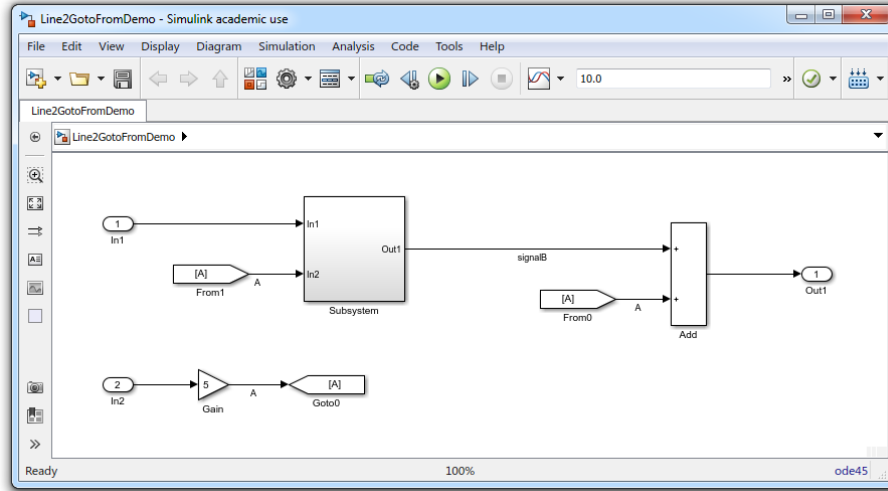 Line2GotoFromDemo - Simulink academic use
File Edit View Display Diagram Simulation Analysis Code Tools Help
10.0 »
Line2GotoFromDemo
Line2GotoFromDemo
1
In1
In1
Out1
signalB
+
[A]
A
In2
From1
Subsystem
1
Out1
[A]
A
+
From0
Add
2
In2
5
Gain
A
[A]
Goto0
Ready 100% ode45